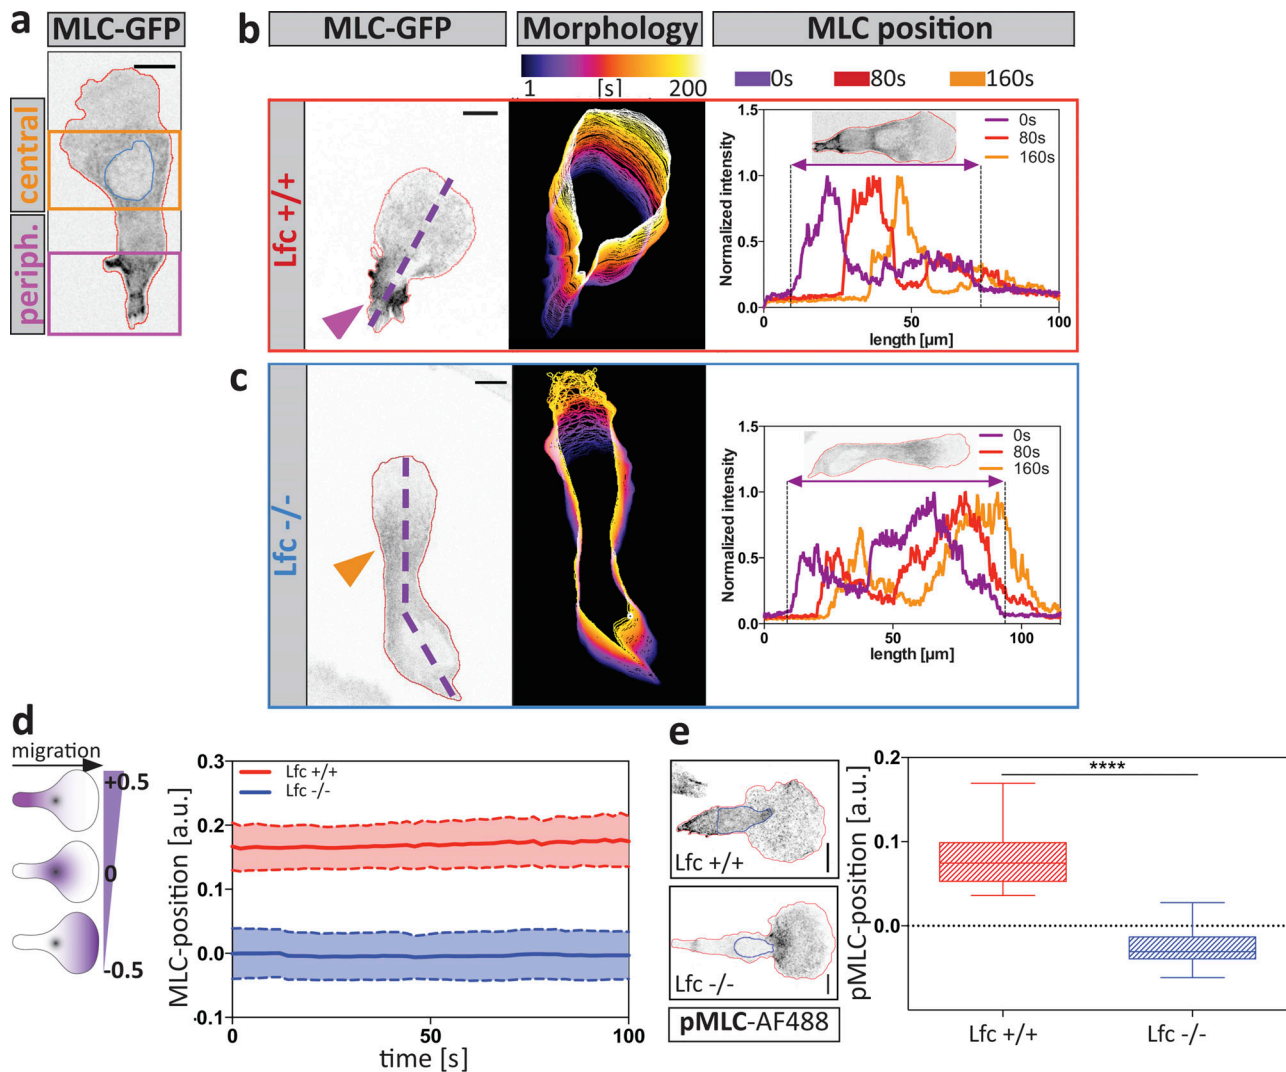 a
MLC-GFP
central
periph.
b
MLC-GFP
Morphology
MLC position
1 [s] 200
0s
80s
160s
Lfc +/+
Normalized intensity
1.5
1.0
0.5
0.0
0s
80s
160s
0 50 100
length [µm]
c
Lfc -/-
Normalized intensity
1.5
1.0
0.5
0.0
0s
80s
160s
0 50 100
length [µm]
d
migration
+0.5
0
-0.5
MLC-position [a.u.]
0.3
0.2
0.1
0.0
-0.1
Lfc +/+
Lfc -/-
0 50 100
time [s]
e
Lfc +/+
Lfc -/-
pMLC-AF488
pMLC-position [a.u.]
0.2
0.1
0.0
****
Lfc +/+ Lfc -/-